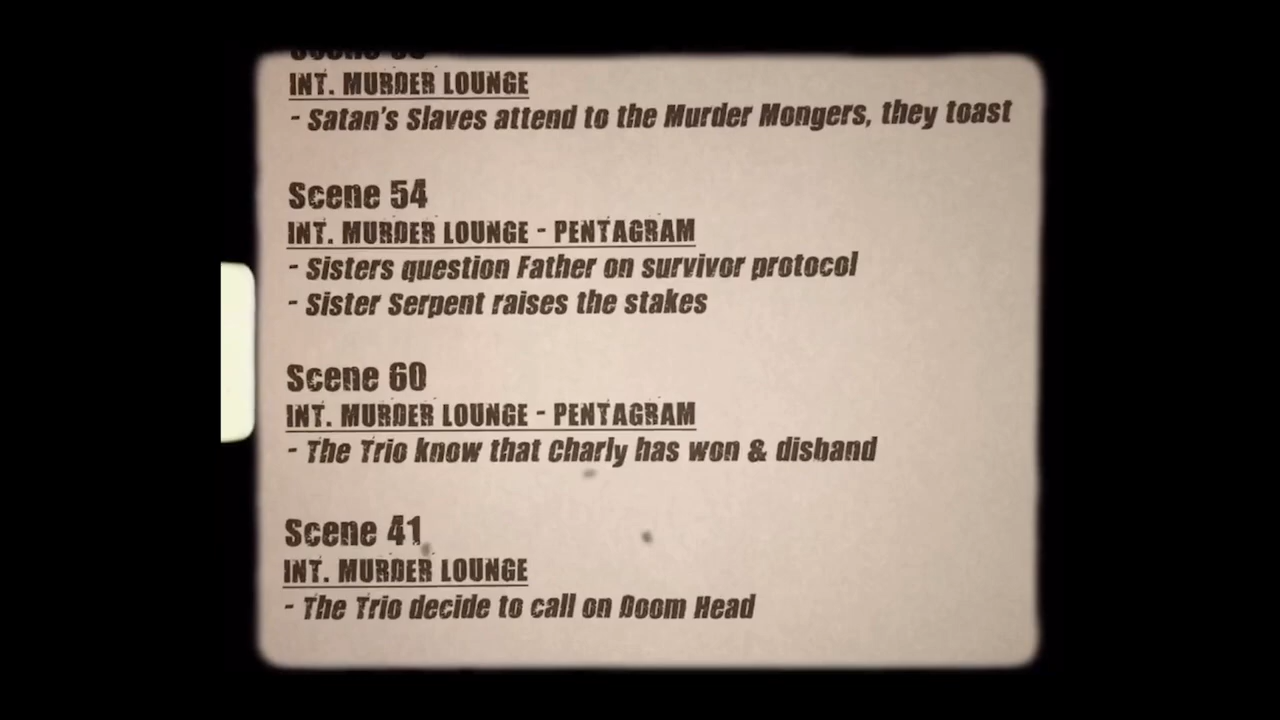 INT. MURDER LOUNGE
- Satan's Slaves attend to the Murder Mongers, they toast
Scene 54
INT. MURDER LOUNGE - PENTAGRAM
- Sisters question Father on survivor protocol
- Sister Serpent raises the stakes
Scene 60
INT. MURDER LOUNGE - PENTAGRAM
- The Trio know that Charly has won & disband
Scene 41
INT. MURDER LOUNGE
- The Trio decide to call on Doom Head